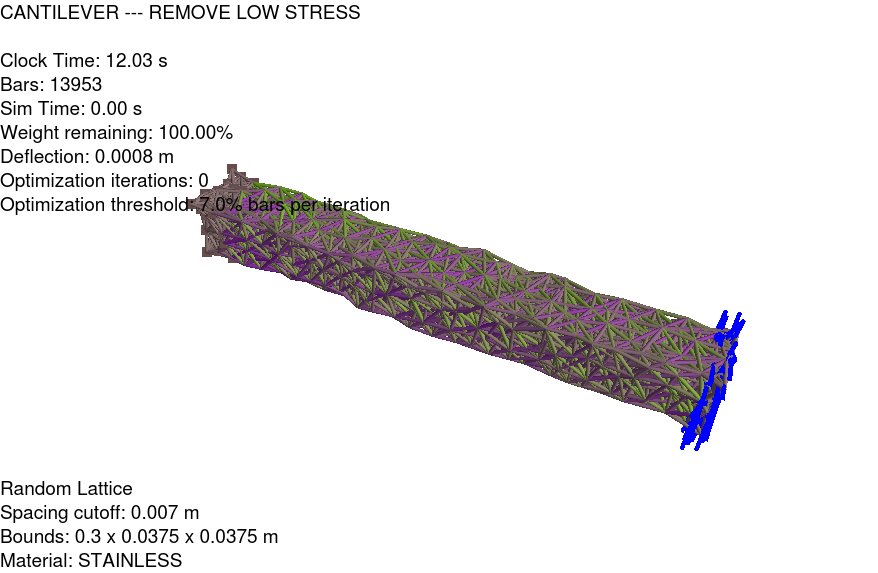 CANTILEVER --- REMOVE LOW STRESS
Clock Time: 12.03 s
Bars: 13953
Sim Time: 0.00 s
Weight remaining: 100.00%
Deflection: 0.0008 m
Optimization iterations: 0
Optimization threshold: 7.0% bars per iteration
Random Lattice
Spacing cutoff: 0.007 m
Bounds: 0.3 x 0.0375 x 0.0375 m
Material: STAINLESS